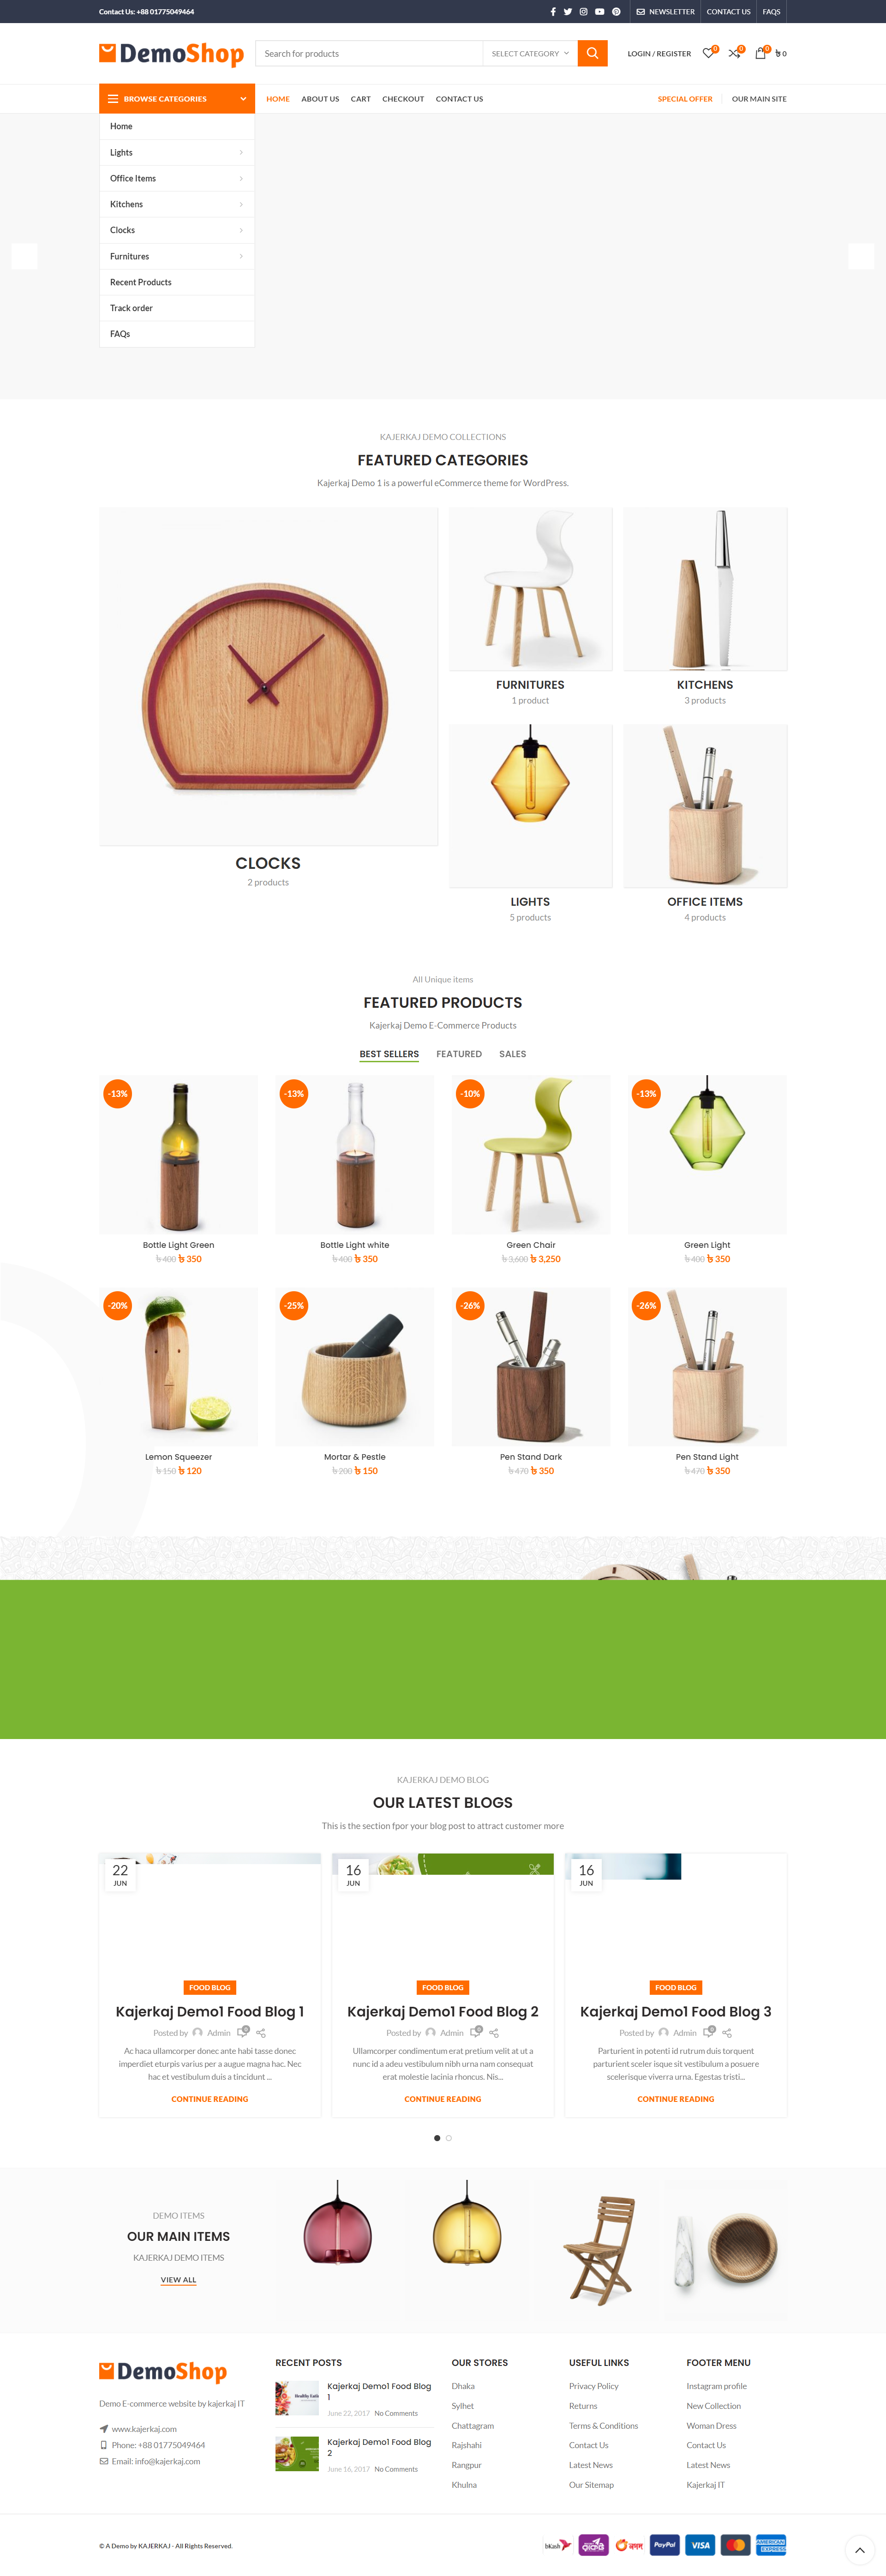 Contact Us: +88 01775049464
NEWSLETTER
CONTACT US
FAQS
DemoShop
Search for products
SELECT CATEGORY
LOGIN / REGISTER
0
0
0
৳ 0
BROWSE CATEGORIES
HOME
ABOUT US
CART
CHECKOUT
CONTACT US
SPECIAL OFFER
OUR MAIN SITE
Home
Lights
Office Items
Kitchens
Clocks
Furnitures
Recent Products
Track order
FAQs
KAJERKAJ DEMO COLLECTIONS
FEATURED CATEGORIES
Kajerkaj Demo 1 is a powerful eCommerce theme for WordPress.
CLOCKS
2 products
FURNITURES
1 product
KITCHENS
3 products
LIGHTS
5 products
OFFICE ITEMS
4 products
All Unique items
FEATURED PRODUCTS
Kajerkaj Demo E-Commerce Products
BEST SELLERS
FEATURED
SALES
-13%
Bottle Light Green
৳ 400 ৳ 350
-13%
Bottle Light white
৳ 400 ৳ 350
-10%
Green Chair
৳ 3,600 ৳ 3,250
-13%
Green Light
৳ 400 ৳ 350
-20%
Lemon Squeezer
৳ 150 ৳ 120
-25%
Mortar & Pestle
৳ 200 ৳ 150
-26%
Pen Stand Dark
৳ 470 ৳ 350
-26%
Pen Stand Light
৳ 470 ৳ 350
KAJERKAJ DEMO BLOG
OUR LATEST BLOGS
This is the section fpor your blog post to attract customer more
22
JUN
FOOD BLOG
Kajerkaj Demo1 Food Blog 1
Posted by Admin 0
Ac haca ullamcorper donec ante habi tasse donec
imperdiet eturpis varius per a augue magna hac. Nec
hac et vestibulum duis a tincidunt ...
CONTINUE READING
16
JUN
FOOD BLOG
Kajerkaj Demo1 Food Blog 2
Posted by Admin 0
Ullamcorper condimentum erat pretium velit at ut a
nunc id a adeu vestibulum nibh urna nam consequat
erat molestie lacinia rhoncus. Nis...
CONTINUE READING
16
JUN
FOOD BLOG
Kajerkaj Demo1 Food Blog 3
Posted by Admin 0
Parturient in potenti id rutrum duis torquent
parturient sceler isque sit vestibulum a posuere
scelerisque viverra urna. Egestas tristi...
CONTINUE READING
DEMO ITEMS
OUR MAIN ITEMS
KAJERKAJ DEMO ITEMS
VIEW ALL
DemoShop
Demo E-commerce website by kajerkaj IT
www.kajerkaj.com
Phone: +88 01775049464
Email: info@kajerkaj.com
RECENT POSTS
Kajerkaj Demo1 Food Blog
1
June 22, 2017 No Comments
Kajerkaj Demo1 Food Blog
2
June 16, 2017 No Comments
OUR STORES
Dhaka
Sylhet
Chattagram
Rajshahi
Rangpur
Khulna
USEFUL LINKS
Privacy Policy
Returns
Terms & Conditions
Contact Us
Latest News
Our Sitemap
FOOTER MENU
Instagram profile
New Collection
Woman Dress
Contact Us
Latest News
Kajerkaj IT
© A Demo by KAJERKAJ - All Rights Reserved.
bKash
নগদ
PayPal
VISA
AMERICAN
EXPRESS